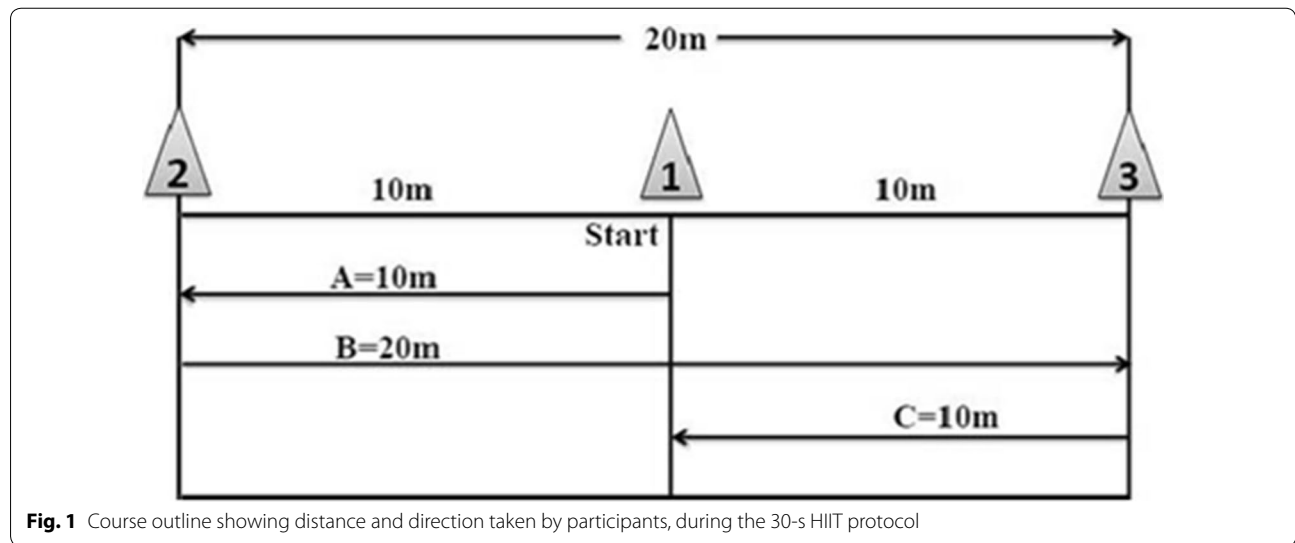 20m
2
1
3
10m
10m
Start
A=10m
B=20m
C=10m
Fig. 1 Course outline showing distance and direction taken by participants, during the 30-s HIIT protocol